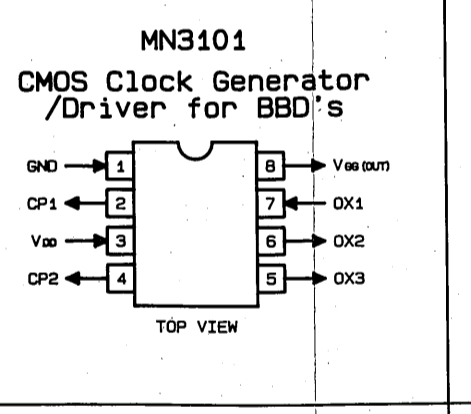 MN3101
CMOS Clock Generator
/Driver for BBD's
GND 1 8 VGG (OUT)
CP1 2 7 OX1
VDD 3 6 OX2
CP2 4 5 OX3
TOP VIEW